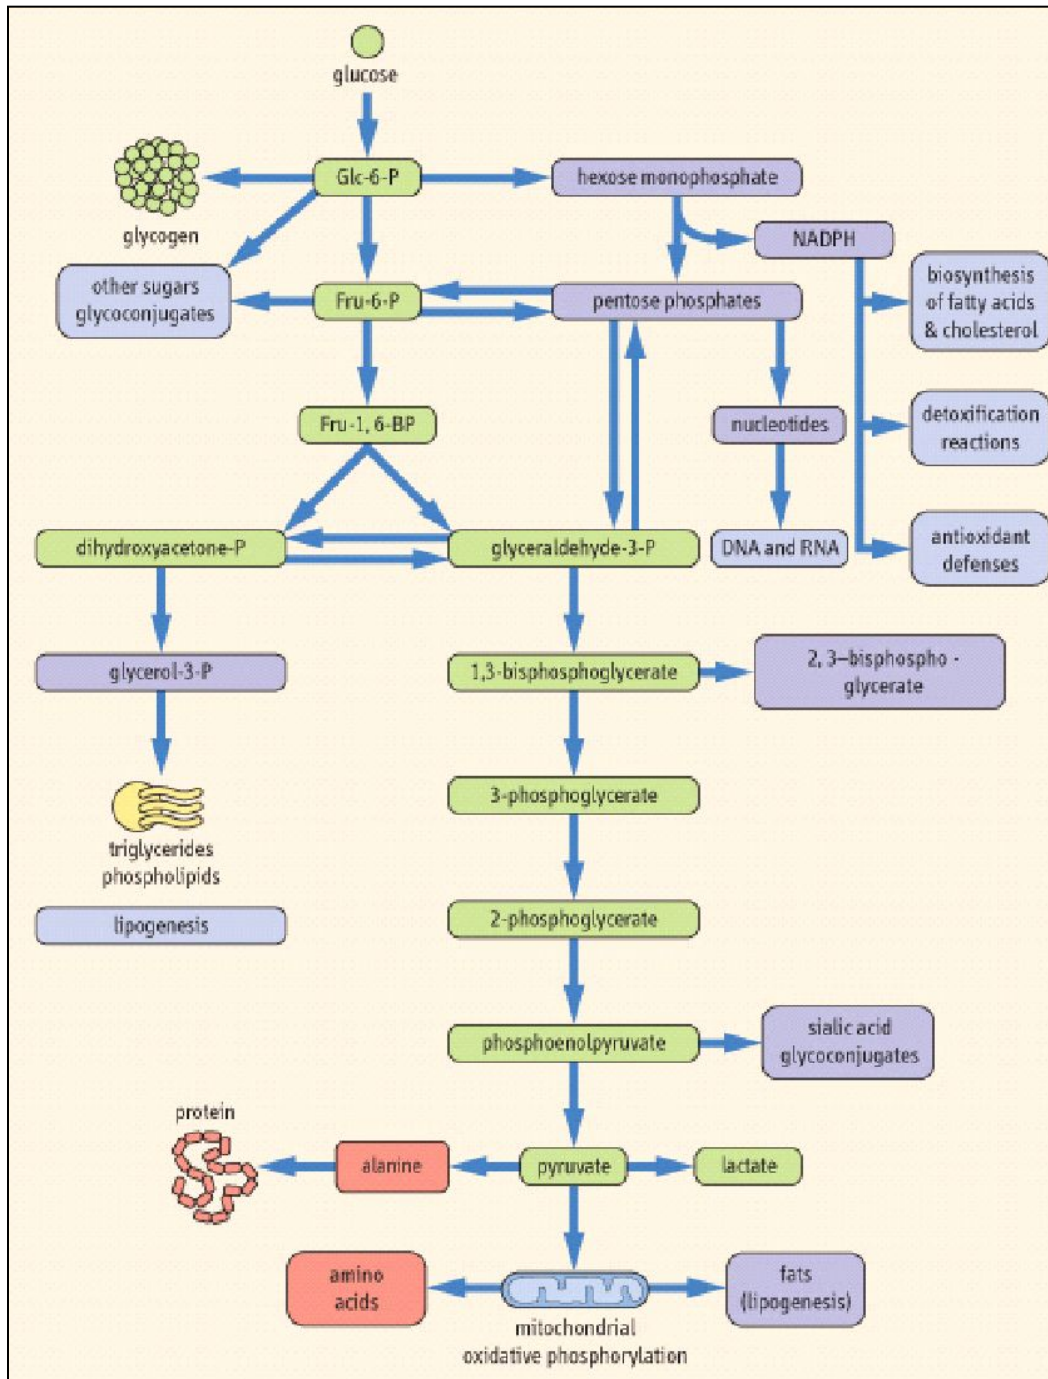 glucose
Glc-6-P
hexose monophosphate
glycogen
NADPH
other sugars
glycoconjugates
Fru-6-P
pentose phosphates
biosynthesis
of fatty acids
& cholesterol
Fru-1, 6-BP
nucleotides
detoxification
reactions
dihydroxyacetone-P
glyceraldehyde-3-P
DNA and RNA
antioxidant
defenses
glycerol-3-P
1,3-bisphosphoglycerate
2, 3–bisphospho -
glycerate
3-phosphoglycerate
triglycerides
phospholipids
lipogenesis
2-phosphoglycerate
phosphoenolpyruvate
sialic acid
glycoconjugates
protein
alanine
pyruvate
lactate
amino
acids
fats
(lipogenesis)
mitochondrial
oxidative phosphorylation